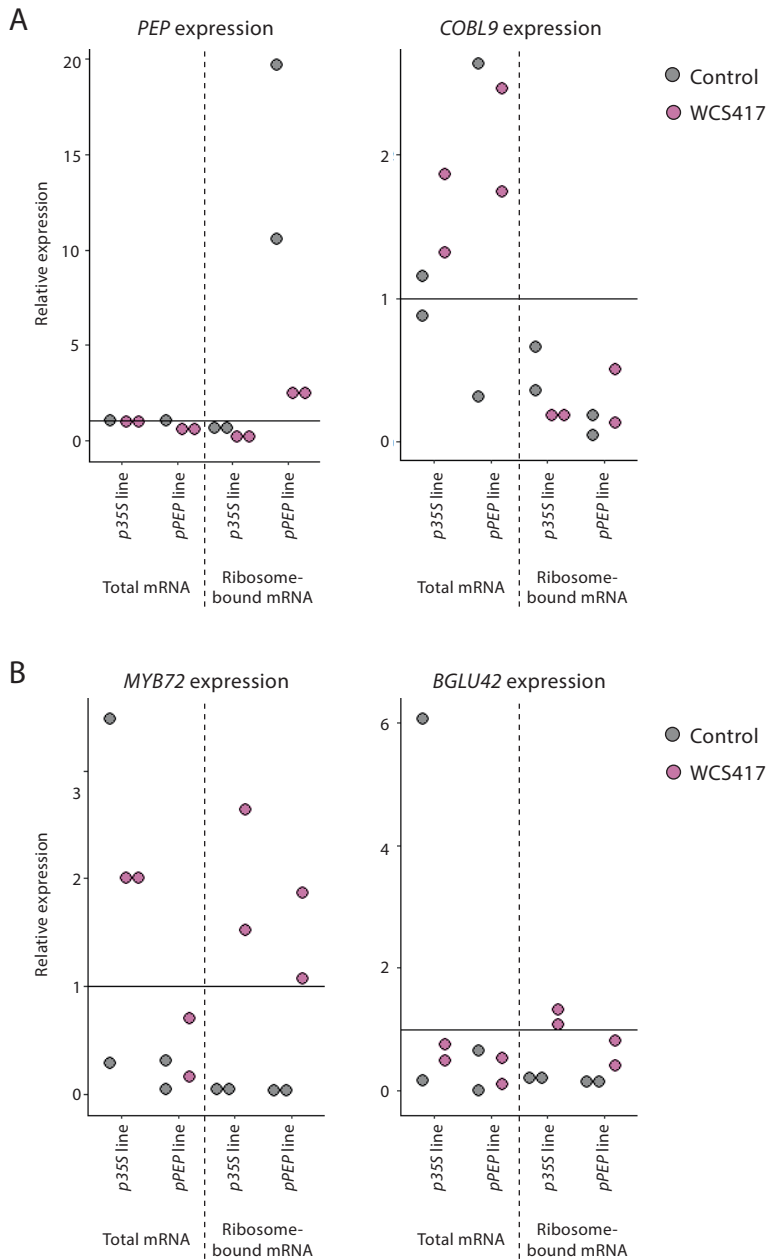 A
PEP expression
COBL9 expression
Control
WCS417
Relative expression
20
15
10
5
0
2
1
0
p35S line
pPEP line
p35S line
pPEP line
Total mRNA
Ribosome-
bound mRNA
p35S line
pPEP line
p35S line
pPEP line
Total mRNA
Ribosome-
bound mRNA
B
MYB72 expression
BGLU42 expression
Control
WCS417
Relative expression
3
2
1
0
6
4
2
0
p35S line
pPEP line
p35S line
pPEP line
Total mRNA
Ribosome-
bound mRNA
p35S line
pPEP line
p35S line
pPEP line
Total mRNA
Ribosome-
bound mRNA